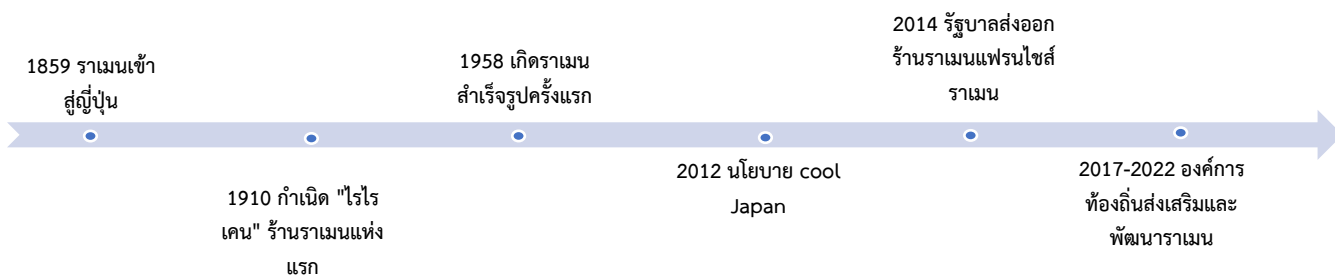 1859 ราเมนเข้า
สู่ญี่ปุ่น
1910 กำเนิด "ไรไร
เคน" ร้านราเมนแห่ง
แรก
1958 เกิดราเมน
สำเร็จรูปครั้งแรก
2012 นโยบาย cool
Japan
2014 รัฐบาลส่งออก
ร้านราเมนแฟรนไชส์
ราเมน
2017-2022 องค์การ
ท้องถิ่นส่งเสริมและ
พัฒนาราเมน